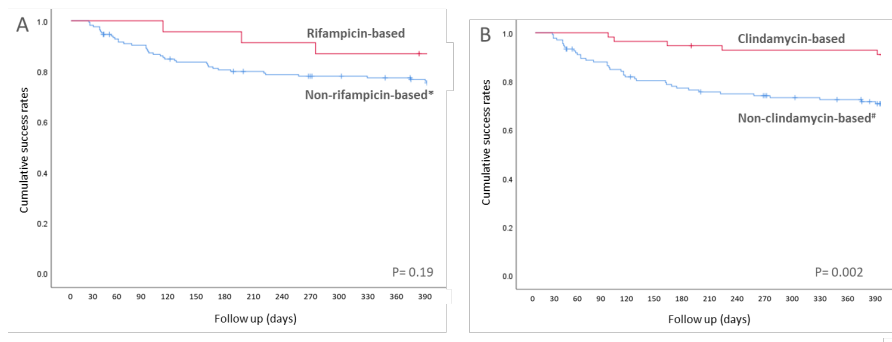 A
1.0
0.8
0.6
0.4
0.2
0.0
Cumulative success rates
Rifampicin-based
Non-rifampicin-based*
P= 0.19
0 30 60 90 120 150 180 210 240 270 300 330 360 390
Follow up (days)
B
1.0
0.8
0.6
0.4
0.2
0.0
Cumulative success rates
Clindamycin-based
Non-clindamycin-based#
P= 0.002
0 30 60 90 120 150 180 210 240 270 300 330 360 390
Follow up (days)